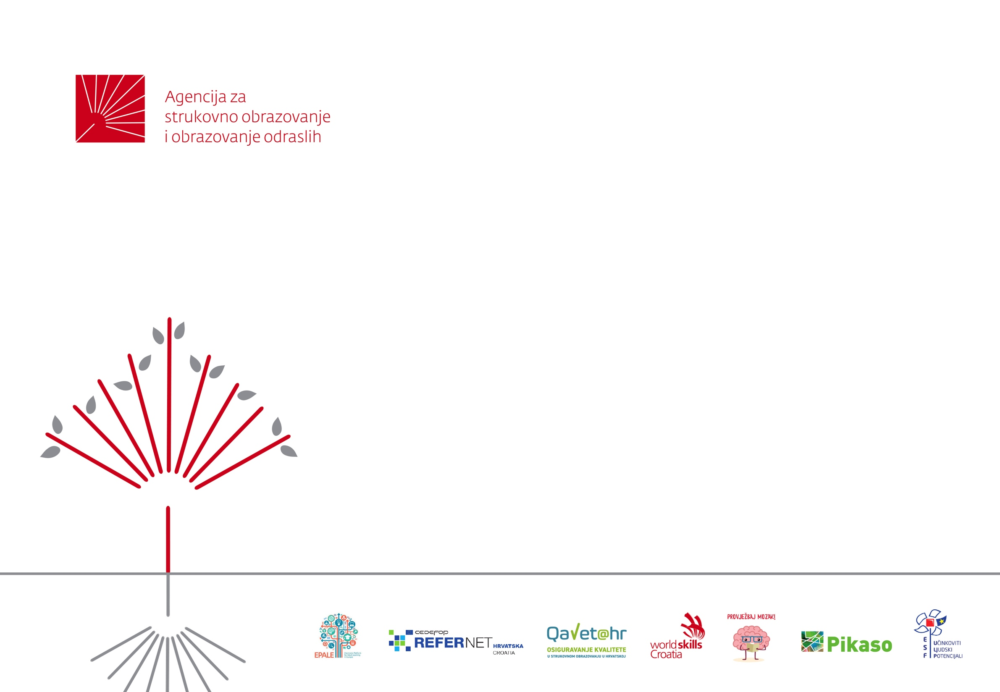 Agencija za
strukovno obrazovanje
i obrazovanje odraslih
EPALE
Electronic Platform
for Adult Learning
in Europe
CEDEFOP
REFERNET
HRVATSKA
CROATIA
Qavet@hr
OSIGURAVANJE KVALITETE
U STRUKOVNOM OBRAZOVANJU U HRVATSKOJ
worldskills
Croatia
PROVJEŽBAJ MOZAK!
Pikaso
ESF
UČINKOVITI
LJUDSKI
POTENCIJALI